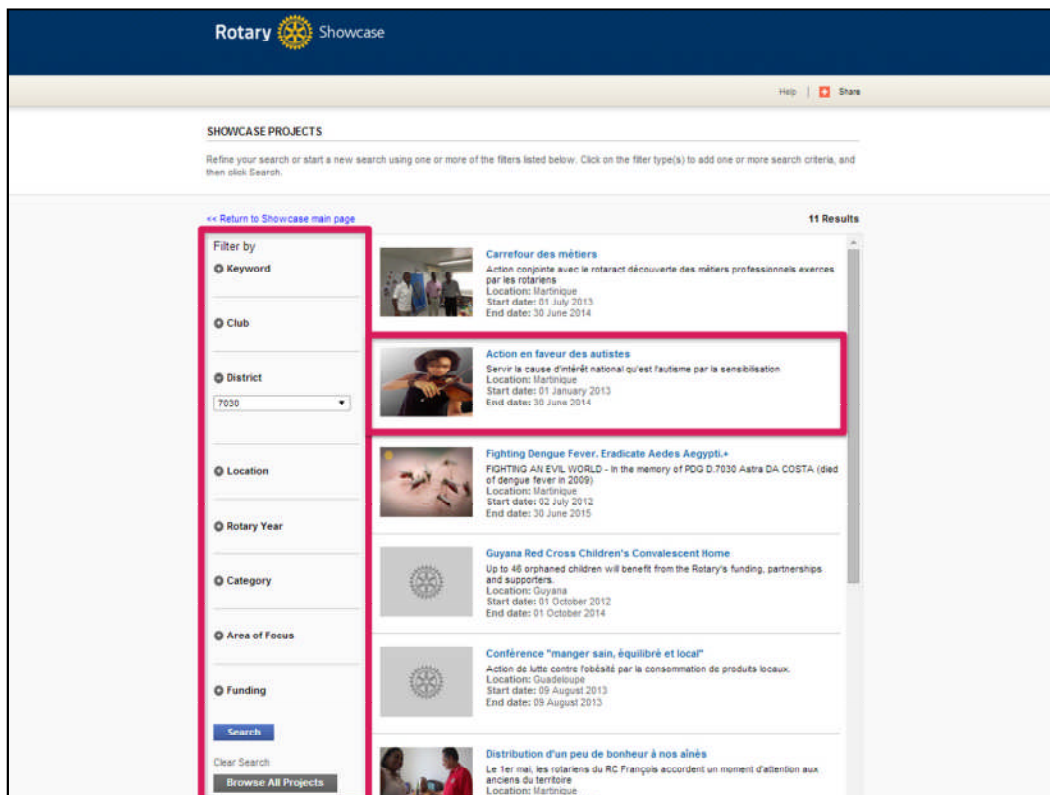 Rotary Showcase
Help | Share
SHOWCASE PROJECTS
Refine your search or start a new search using one or more of the filters listed below. Click on the filter type(s) to add one or more search criteria, and
then click Search.
<< Return to Showcase main page
11 Results
Filter by
Keyword
Club
District
7030
Location
Rotary Year
Category
Area of Focus
Funding
Search
Clear Search
Browse All Projects
Carrefour des métiers
Action conjointe avec le rotaract découverte des métiers professionnels exerces
par les rotariens
Location: Martinique
Start date: 01 July 2013
End date: 30 June 2014
Action en faveur des autistes
Servir la cause d'intérêt national qu'est l'autisme par la sensibilisation
Location: Martinique
Start date: 01 January 2013
End date: 30 June 2014
Fighting Dengue Fever. Eradicate Aedes Aegypti.+
FIGHTING AN EVIL WORLD - In the memory of PDG D.7030 Astra DA COSTA (died
of dengue fever in 2009)
Location: Martinique
Start date: 02 July 2012
End date: 30 June 2015
Guyana Red Cross Children's Convalescent Home
Up to 46 orphaned children will benefit from the Rotary's funding, partnerships
and supporters.
Location: Guyana
Start date: 01 October 2012
End date: 01 October 2014
Conférence "manger sain, équilibré et local"
Action de lutte contre l'obésité par la consommation de produits locaux.
Location: Guadeloupe
Start date: 09 August 2013
End date: 09 August 2013
Distribution d'un peu de bonheur à nos aînès
Le 1er mai, les rotariens du RC François accordent un moment d'attention aux
anciens du territoire
Location: Martinique